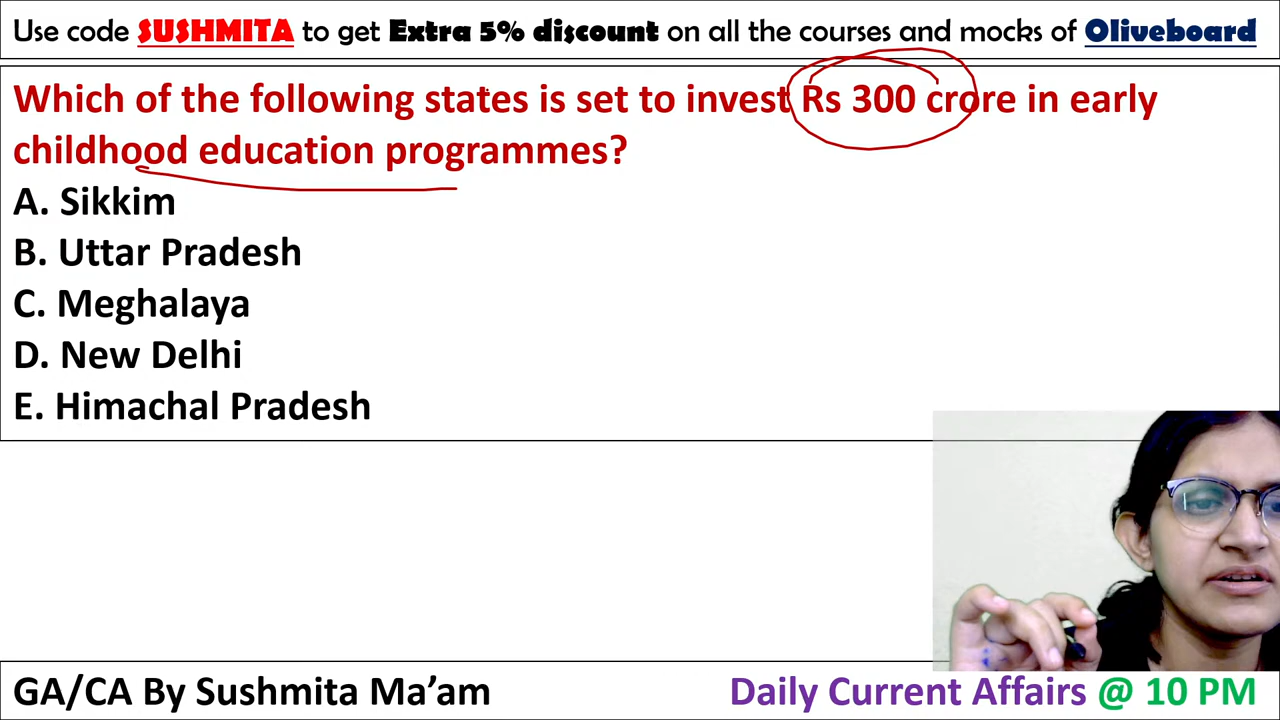 Use code SUSHMITA to get Extra 5% discount on all the courses and mocks of Oliveboard
Which of the following states is set to invest Rs 300 crore in early
childhood education programmes?
A. Sikkim
B. Uttar Pradesh
C. Meghalaya
D. New Delhi
E. Himachal Pradesh
GA/CA By Sushmita Ma’am
Daily Current Affairs @ 10 PM